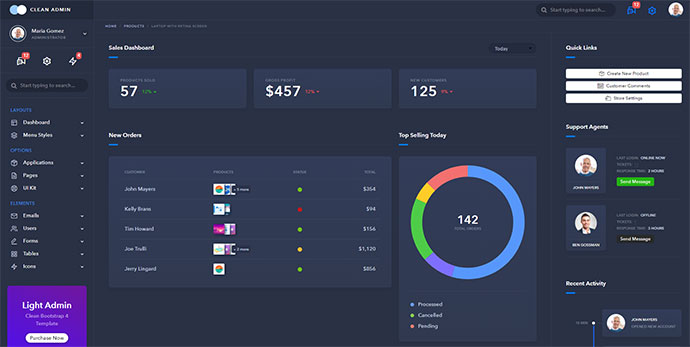 CLEAN ADMIN
Start typing to search...
12
Maria Gomez
ADMINISTRATOR
HOME / PRODUCTS / LAPTOP WITH RETINA SCREEN
Sales Dashboard
Today
Quick Links
12
Start typing to search...
PRODUCTS SOLD
57 12%
ORDER PROFIT
$457 12%
NEW CUSTOMERS
125 9%
Create New Product
Customer Comments
Store Settings
LAYOUTS
Dashboard
Menu Styles
OPTIONS
Applications
Pages
UI Kit
ELEMENTS
Emails
Users
Forms
Tables
Icons
New Orders
CUSTOMER PRODUCTS STATUS TOTAL
John Mayers + 5 more $354
Kelly Brans $94
Tim Howard $156
Joe Trulli + 2 more $1,120
Jerry Lingard $856
Top Selling Today
142
TOTAL ORDERS
Processed
Cancelled
Pending
Support Agents
JOHN MAYERS
LAST LOGIN: ONLINE NOW
TICKETS:
RESPONSE TIME: 2 HOURS
Send Message
BEN GOSSMAN
LAST LOGIN: OFFLINE
TICKETS:
RESPONSE TIME: 3 HOURS
Send Message
Recent Activity
JOHN MAYERS
OPENED NEW ACCOUNT
Light Admin
Clean Bootstrap 4
Template
Purchase Now